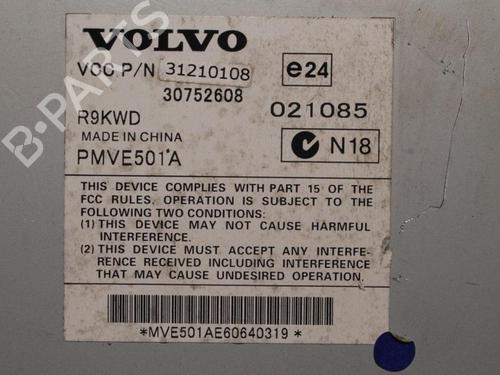 VOLVO
VCC P/N 31210108
30752608
e24
021085
R9KWD
MADE IN CHINA
PMVE501*A
N18
THIS DEVICE COMPLIES WITH PART 15 OF THE
FCC RULES. OPERATION IS SUBJECT TO THE
FOLLOWING TWO CONDITIONS:
(1) THIS DEVICE MAY NOT CAUSE HARMFUL
INTERFERENCE.
(2) THIS DEVICE MUST ACCEPT ANY INTERFE-
RENCE RECEIVED INCLUDING INTERFERENCE
THAT MAY CAUSE UNDESIRED OPERATION.
*MVE501AE60640319*
B-PARTS